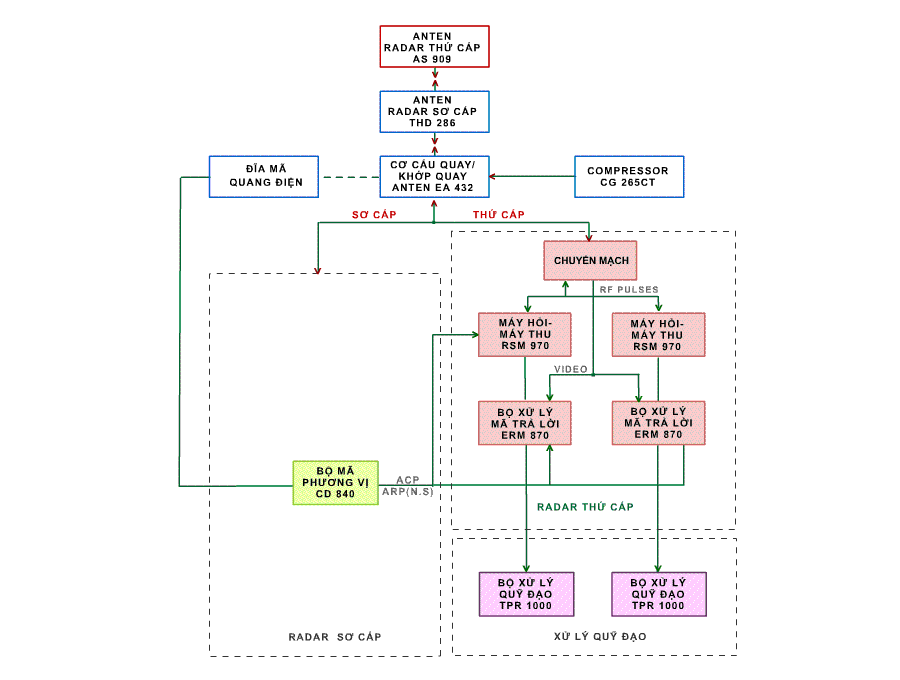 ANTEN
RADAR THỨ CẤP
AS 909
ANTEN
RADAR SƠ CẤP
THD 286
ĐĨA MÃ
QUANG ĐIỆN
CƠ CẤU QUAY/
KHỚP QUAY
ANTEN EA 432
COMPRESSOR
CG 265CT
SƠ CẤP
THỨ CẤP
CHUYỂN MẠCH
RF PULSES
MÁY HỎI-
MÁY THU
RSM 970
MÁY HỎI-
MÁY THU
RSM 970
VIDEO
BỘ XỬ LÝ
MÃ TRẢ LỜI
ERM 870
BỘ XỬ LÝ
MÃ TRẢ LỜI
ERM 870
BỘ MÃ
PHƯƠNG VỊ
CD 840
ACP
ARP(N.S)
RADAR THỨ CẤP
BỘ XỬ LÝ
QUỸ ĐẠO
TPR 1000
BỘ XỬ LÝ
QUỸ ĐẠO
TPR 1000
RADAR SƠ CẤP
XỬ LÝ QUỸ ĐẠO